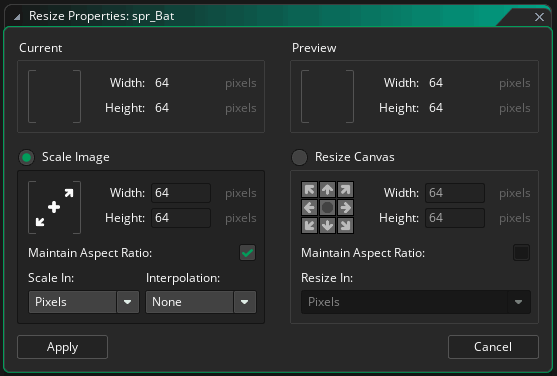 Resize Properties: spr_Bat
Current
Width: 64 pixels
Height: 64 pixels
Preview
Width: 64 pixels
Height: 64 pixels
Scale Image
Width: 64 pixels
Height: 64 pixels
Maintain Aspect Ratio:
Scale In: Interpolation:
Pixels None
Resize Canvas
Width: 64 pixels
Height: 64 pixels
Maintain Aspect Ratio:
Resize In:
Pixels
Apply
Cancel